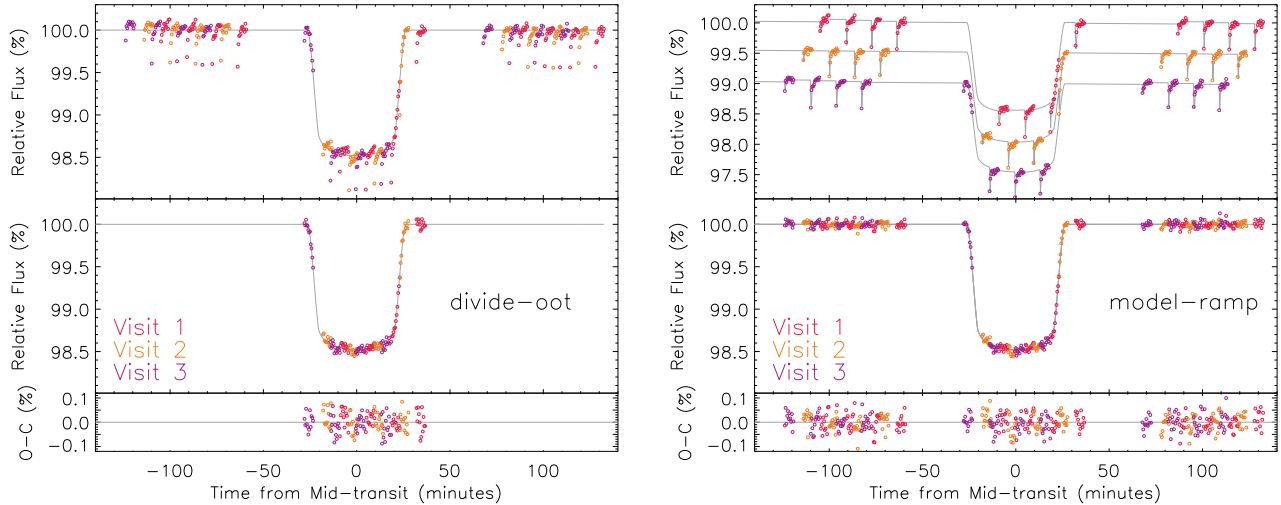 Relative Flux (%)
100.0
99.5
99.0
98.5
Relative Flux (%)
100.0
99.5
99.0
98.5
divide-oot
Visit 1
Visit 2
Visit 3
O-C (%)
0.1
0.0
-0.1
-100
-50
0
50
100
Time from Mid-transit (minutes)
Relative Flux (%)
100.0
99.5
99.0
98.5
98.0
97.5
Relative Flux (%)
100.0
99.5
99.0
98.5
model-ramp
Visit 1
Visit 2
Visit 3
O-C (%)
0.1
0.0
-0.1
-100
-50
0
50
100
Time from Mid-transit (minutes)